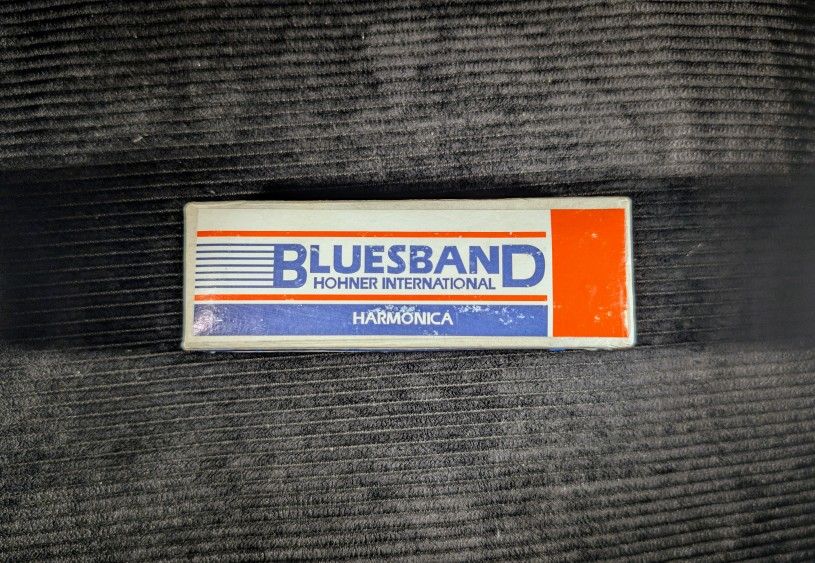 BLUESBAND
HOHNER INTERNATIONAL
HARMONICA